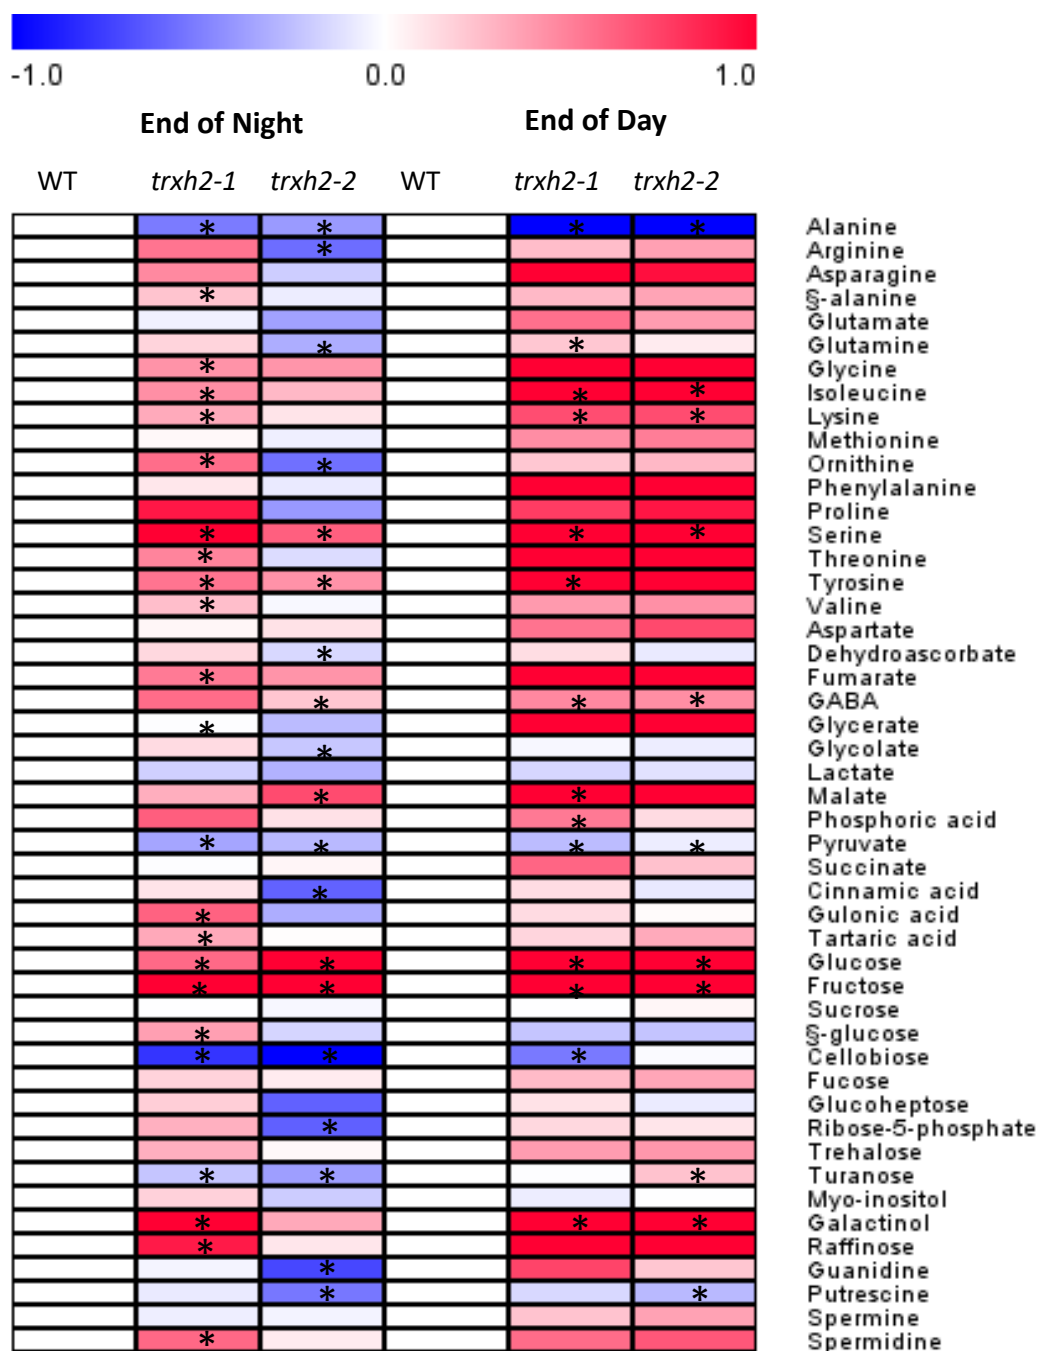 -1.0 0.0 1.0
End of Night End of Day
WT trxh2-1 trxh2-2 WT trxh2-1 trxh2-2
* * * * Alanine
* Arginine
Asparagine
* §-alanine
Glutamate
* * Glutamine
* Glycine
* * * Isoleucine
* * * Lysine
Methionine
* * Ornithine
Phenylalanine
Proline
* * * * Serine
* Threonine
* * * Tyrosine
* Valine
Aspartate
* Dehydroascorbate
* Fumarate
* * * GABA
* Glycerate
* Glycolate
Lactate
* * Malate
* Phosphoric acid
* * * * Pyruvate
Succinate
* Cinnamic acid
* Gulonic acid
* Tartaric acid
* * * * Glucose
* * * * Fructose
Sucrose
* §-glucose
* * * Cellobiose
Fucose
Glucoheptose
* Ribose-5-phosphate
Trehalose
* * * Turanose
Myo-inositol
* * * Galactinol
* Raffinose
* Guanidine
* * Putrescine
Spermine
* Spermidine